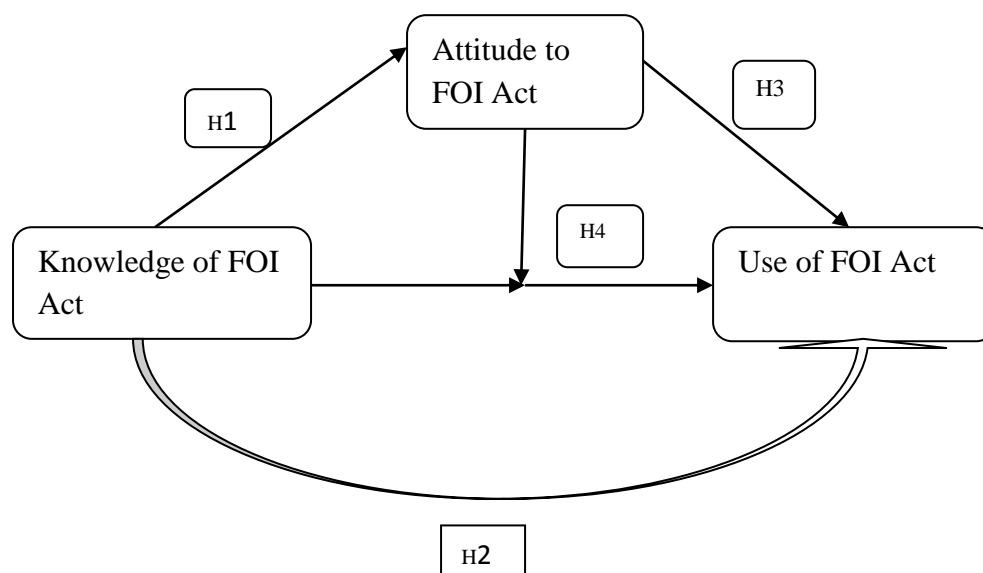 Attitude to
FOI Act
H3
H1
H4
Knowledge of FOI
Act
Use of FOI Act
H2